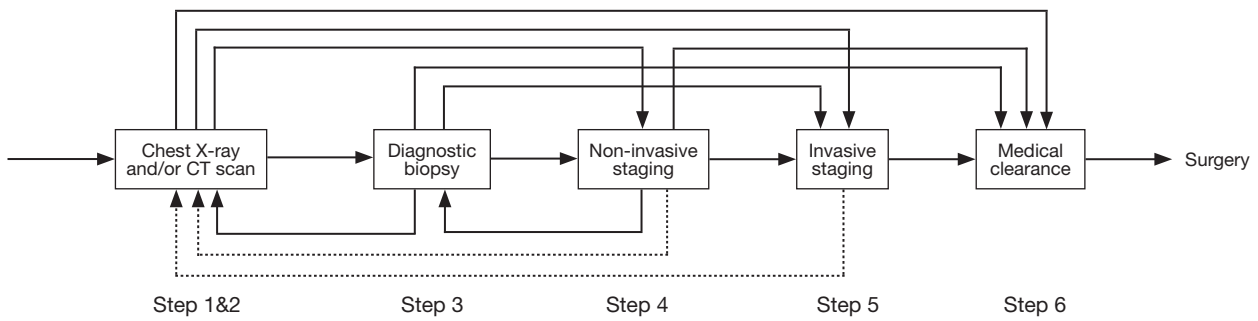 Chest X-ray
and/or CT scan
Diagnostic
biopsy
Non-invasive
staging
Invasive
staging
Medical
clearance
Surgery
Step 1&2
Step 3
Step 4
Step 5
Step 6